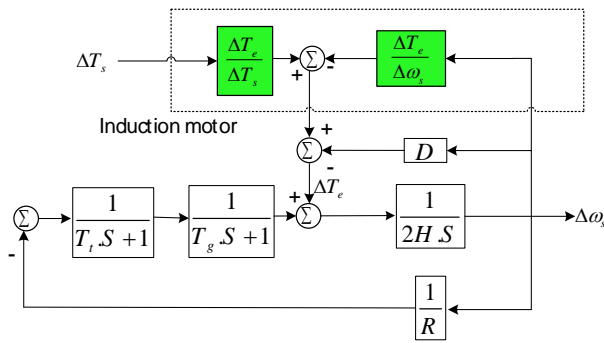 ΔT_s
ΔT_e
ΔT_s
Σ
+
-
ΔT_e
Δω_s
Induction motor
+
Σ
-
D
ΔT_e
Σ
-
1
T_t.S +1
1
T_g.S +1
+
Σ
1
2H.S
Δω_s
1
R